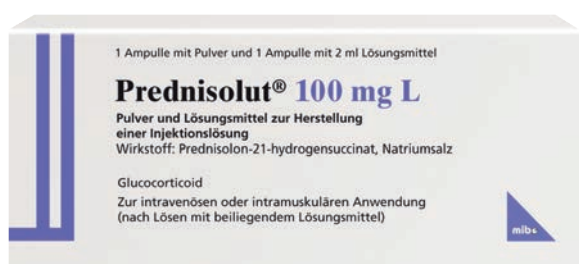 1 Ampulle mit Pulver und 1 Ampulle mit 2 ml Lösungsmittel
Prednisolut® 100 mg L
Pulver und Lösungsmittel zur Herstellung
einer Injektionslösung
Wirkstoff: Prednisolon-21-hydrogensuccinat, Natriumsalz
Glucocorticoid
Zur intravenösen oder intramuskulären Anwendung
(nach Lösen mit beiliegendem Lösungsmittel)
mibe